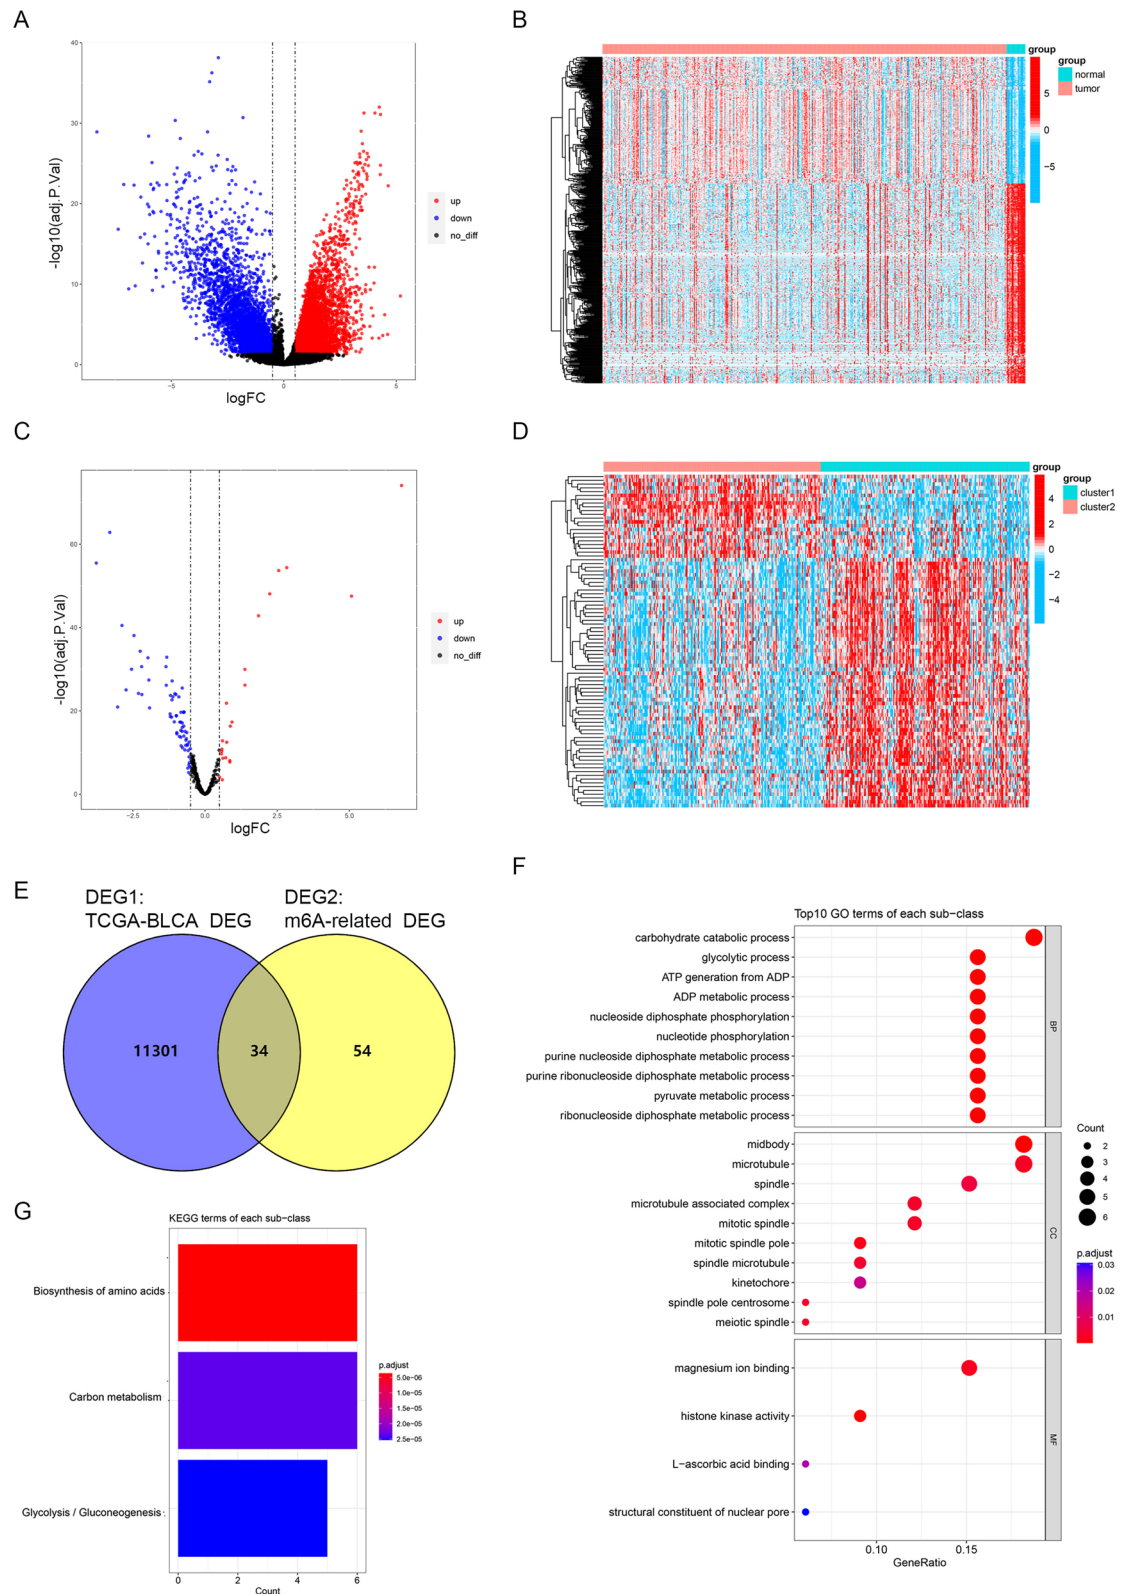 A
40
30
20
10
0
-log10(adj.P.Val)
−5
0
5
logFC
up
down
no_diff
B
group
5
0
−5
group
normal
tumor
C
60
40
20
0
-log10(adj.P.Val)
−2.5
0.0
2.5
5.0
logFC
up
down
no_diff
D
group
4
2
0
−2
−4
group
cluster1
cluster2
E
DEG1:
TCGA-BLCA DEG
DEG2:
m6A-related DEG
11301
34
54
F
Top10 GO terms of each sub−class
carbohydrate catabolic process
glycolytic process
ATP generation from ADP
ADP metabolic process
nucleoside diphosphate phosphorylation
nucleotide phosphorylation
purine nucleoside diphosphate metabolic process
purine ribonucleoside diphosphate metabolic process
pyruvate metabolic process
ribonucleoside diphosphate metabolic process
BP
midbody
microtubule
spindle
microtubule associated complex
mitotic spindle
mitotic spindle pole
spindle microtubule
kinetochore
spindle pole centrosome
meiotic spindle
CC
magnesium ion binding
histone kinase activity
L−ascorbic acid binding
structural constituent of nuclear pore
MF
0.10
0.15
GeneRatio
Count
2
3
4
5
6
p.adjust
0.03
0.02
0.01
G
KEGG terms of each sub−class
Biosynthesis of amino acids
Carbon metabolism
Glycolysis / Gluconeogenesis
0
2
4
6
Count
p.adjust
5.0e−06
1.0e−05
2.0e−05
2.5e−05